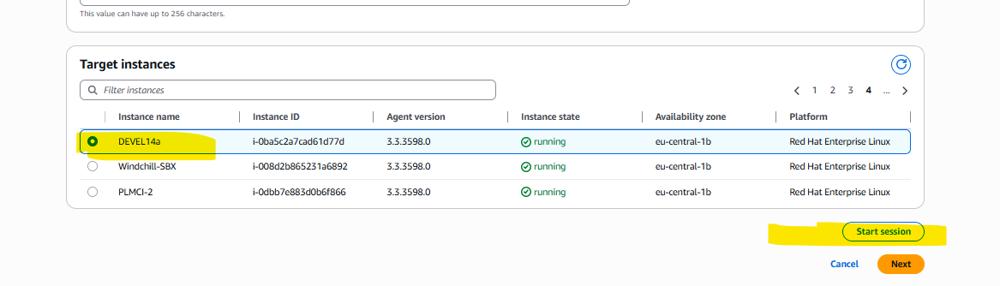 This value can have up to 256 characters.
Target instances
Filter instances
1 2 3 4 ...
Instance name Instance ID Agent version Instance state Availability zone Platform
DEVEL14a i-0ba5c2a7cad61d77d 3.3.3598.0 running eu-central-1b Red Hat Enterprise Linux
Windchill-SBX i-008d2b865231a6892 3.3.3598.0 running eu-central-1b Red Hat Enterprise Linux
PLMCI-2 i-0dbb7e883d0b6f866 3.3.3598.0 running eu-central-1b Red Hat Enterprise Linux
Start session
Cancel Next